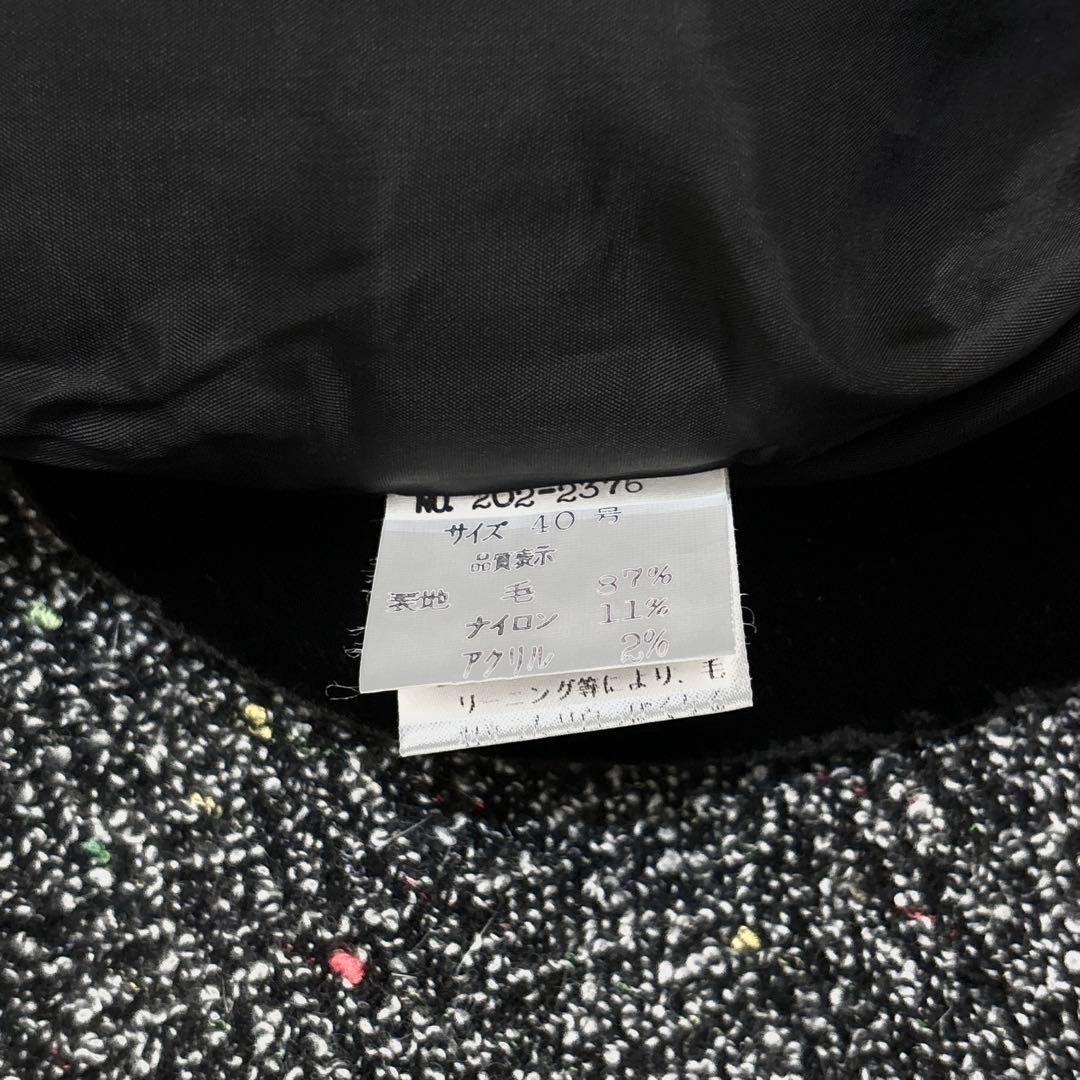 No. 202-2376
サイズ 40 号
品質表示
表地 毛 87%
ナイロン 11%
アクリル 2%
リーニング等により、毛